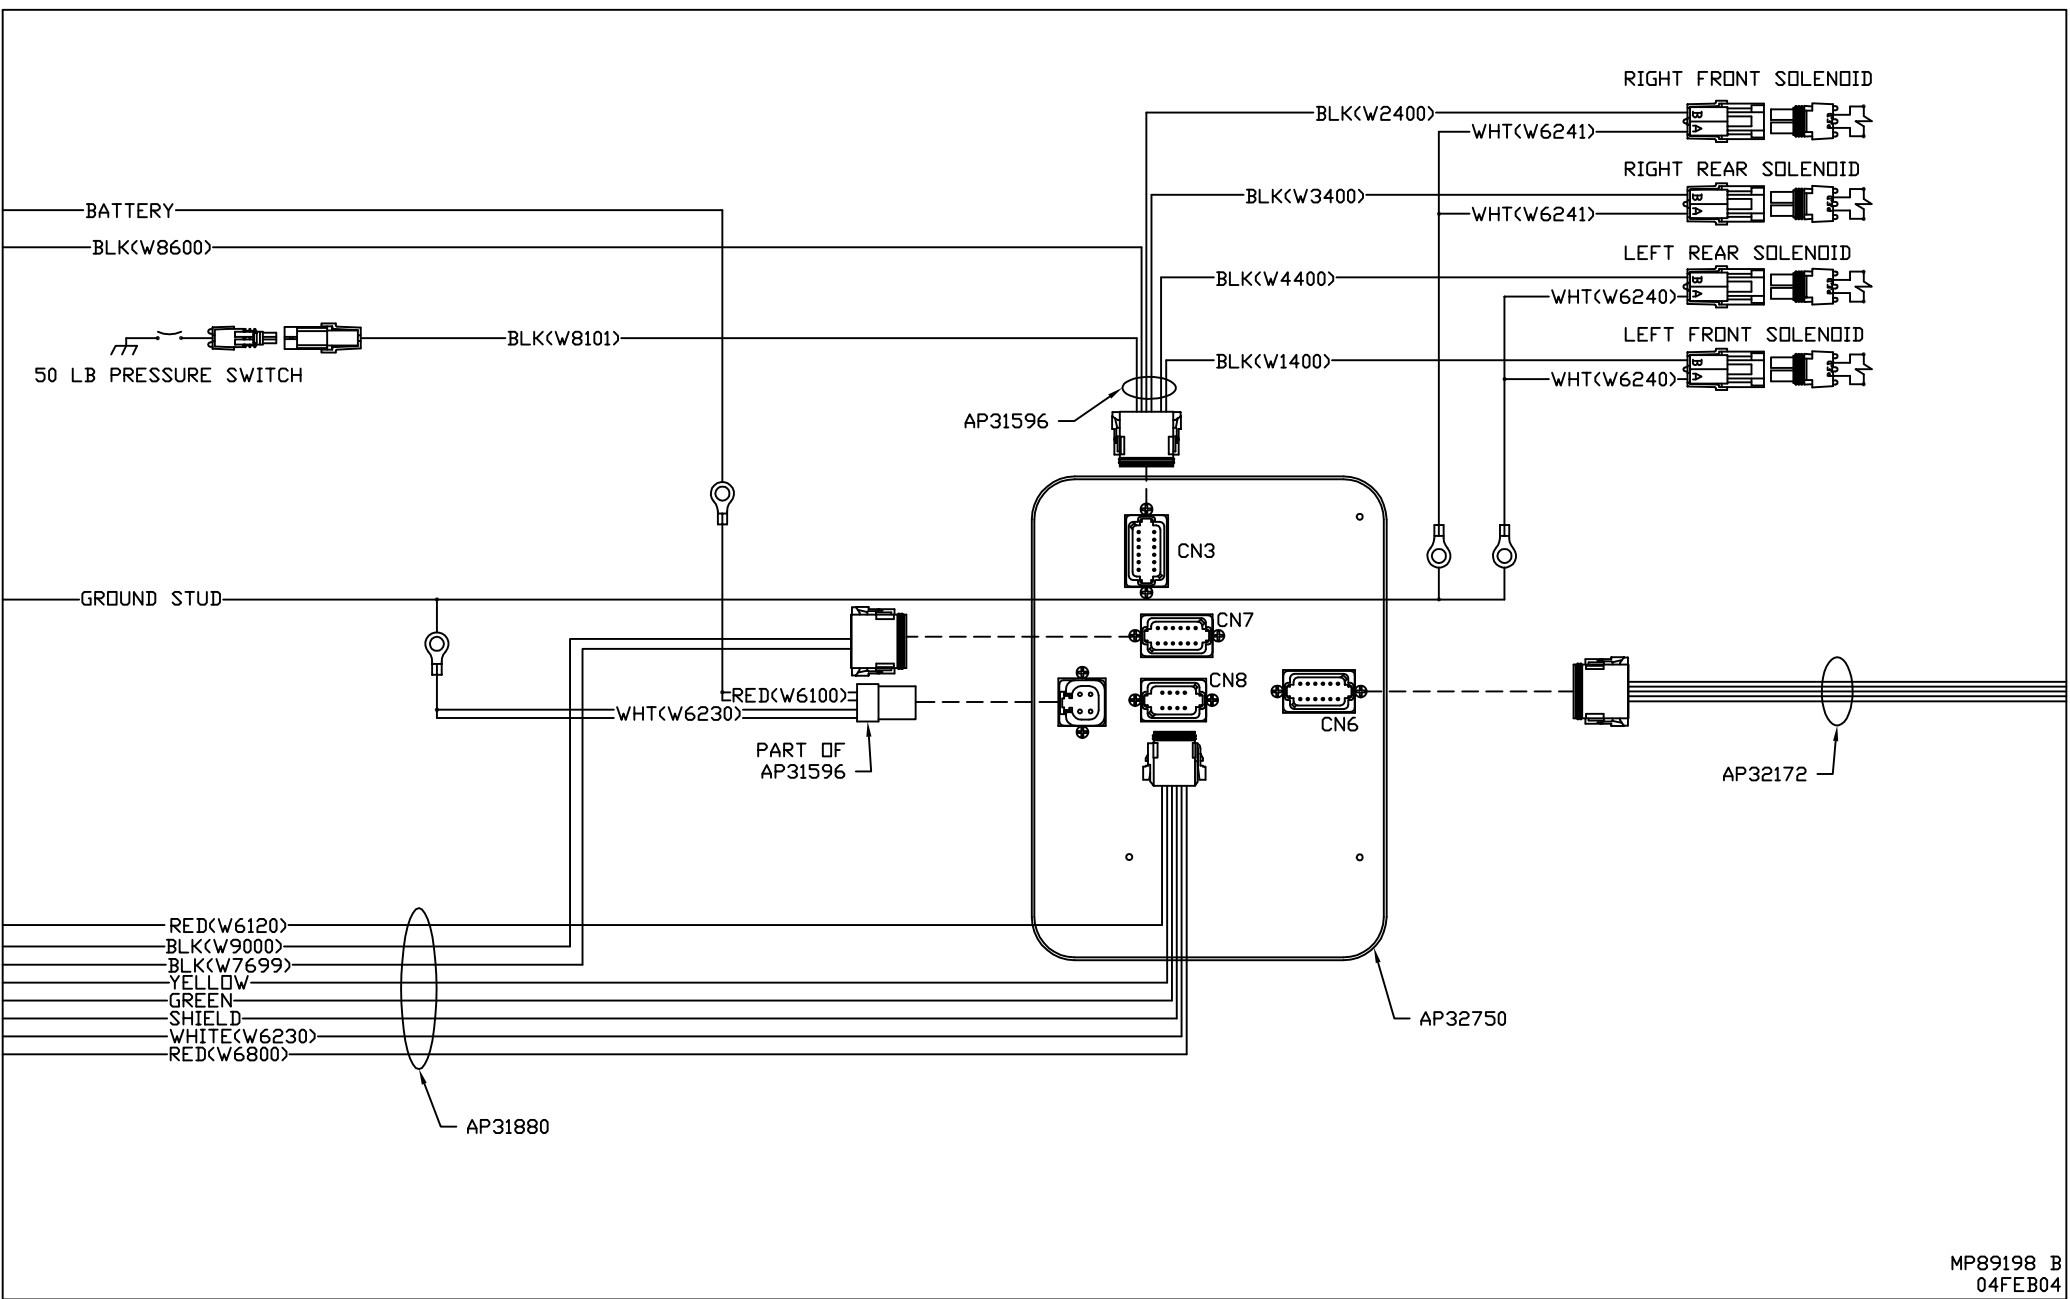 RIGHT FRONT SOLENOID
BLK(W2400)
B
A
WHT(W6241)
RIGHT REAR SOLENOID
BLK(W3400)
B
A
WHT(W6241)
BATTERY
BLK(W8600)
LEFT REAR SOLENOID
BLK(W4400)
B
A
WHT(W6240)
LEFT FRONT SOLENOID
BLK(W8101)
50 LB PRESSURE SWITCH
BLK(W1400)
B
A
WHT(W6240)
AP31596
CN3
GROUND STUD
CN7
CN8
RED(W6100)
WHT(W6230)
CN6
PART OF
AP31596
AP32172
RED(W6120)
BLK(W9000)
BLK(W7699)
YELLOW
GREEN
SHIELD
WHITE(W6230)
RED(W6800)
AP32750
AP31880
MP89198 B
04FEB04